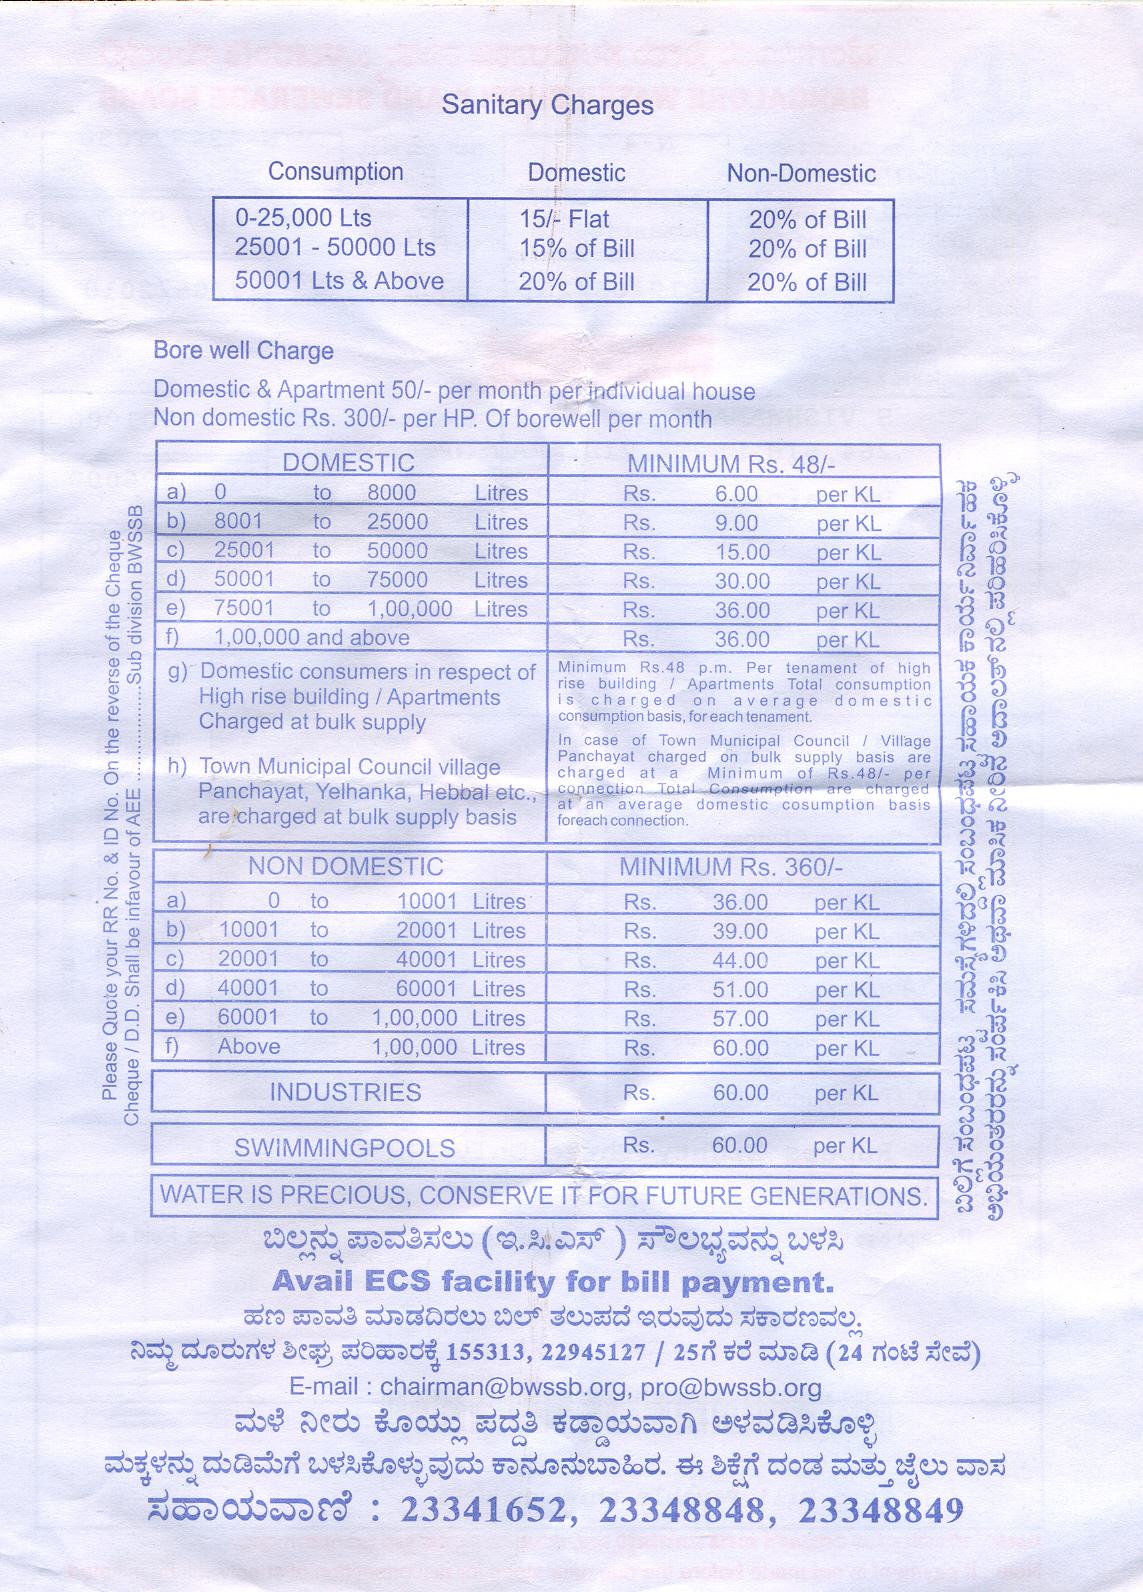 Sanitary Charges
Consumption Domestic Non-Domestic
0-25,000 Lts 15/- Flat 20% of Bill
25001 - 50000 Lts 15% of Bill 20% of Bill
50001 Lts & Above 20% of Bill 20% of Bill
Bore well Charge
Domestic & Apartment 50/- per month per individual house
Non domestic Rs. 300/- per HP. Of borewell per month
DOMESTIC MINIMUM Rs. 48/-
a) 0 to 8000 Litres Rs. 6.00 per KL
b) 8001 to 25000 Litres Rs. 9.00 per KL
c) 25001 to 50000 Litres Rs. 15.00 per KL
d) 50001 to 75000 Litres Rs. 30.00 per KL
e) 75001 to 1,00,000 Litres Rs. 36.00 per KL
f) 1,00,000 and above Rs. 36.00 per KL
g) Domestic consumers in respect of
High rise building / Apartments
Charged at bulk supply
Minimum Rs.48 p.m. Per tenament of high
rise building / Apartments Total consumption
is charged on average domestic
consumption basis, for each tenament.
h) Town Municipal Council village
Panchayat, Yelhanka, Hebbal etc.,
are charged at bulk supply basis
In case of Town Municipal Council / Village
Panchayat charged on bulk supply basis are
charged at a Minimum of Rs.48/- per
connection Total Consumption are charged
at an average domestic cosumption basis
foreach connection.
NON DOMESTIC MINIMUM Rs. 360/-
a) 0 to 10001 Litres Rs. 36.00 per KL
b) 10001 to 20001 Litres Rs. 39.00 per KL
c) 20001 to 40001 Litres Rs. 44.00 per KL
d) 40001 to 60001 Litres Rs. 51.00 per KL
e) 60001 to 1,00,000 Litres Rs. 57.00 per KL
f) Above 1,00,000 Litres Rs. 60.00 per KL
INDUSTRIES Rs. 60.00 per KL
SWIMMINGPOOLS Rs. 60.00 per KL
WATER IS PRECIOUS, CONSERVE IT FOR FUTURE GENERATIONS.
Please Quote your RR No. & ID No. On the reverse of the Cheque
Cheque / D.D. Shall be infavour of AEE ....................Sub division BWSSB
ಬಿಲ್ಲಿಗೆ ಸಂಬಂಧಪಟ್ಟ ಸಮಸ್ಯೆಗಳಿದ್ದಲ್ಲಿ ಸಂಬಂಧಪಟ್ಟ ಸಹಾಯಕ ಕಾರ್ಯನಿರ್ವಾಹಕ
ಅಭಿಯಂತರರನ್ನು ಸಂಪರ್ಕಿಸಿ ಅಥವಾ ಮಾಸಿಕ ನೀರಿನ ಅದಾಲತ್‌ನಲ್ಲಿ ಪರಿಹರಿಸಿಕೊಳ್ಳಿ
ಬಿಲ್ಲನ್ನು ಪಾವತಿಸಲು (ಇ.ಸಿ.ಎಸ್ ) ಸೌಲಭ್ಯವನ್ನು ಬಳಸಿ
Avail ECS facility for bill payment.
ಹಣ ಪಾವತಿ ಮಾಡದಿರಲು ಬಿಲ್ ತಲುಪದೆ ಇರುವುದು ಸಕಾರಣವಲ್ಲ.
ನಿಮ್ಮ ದೂರುಗಳ ಶೀಘ್ರ ಪರಿಹಾರಕ್ಕೆ 155313, 22945127 / 25ಗೆ ಕರೆ ಮಾಡಿ (24 ಗಂಟೆ ಸೇವೆ)
E-mail : chairman@bwssb.org, pro@bwssb.org
ಮಳೆ ನೀರು ಕೊಯ್ಲು ಪದ್ದತಿ ಕಡ್ಡಾಯವಾಗಿ ಅಳವಡಿಸಿಕೊಳ್ಳಿ
ಮಕ್ಕಳನ್ನು ದುಡಿಮೆಗೆ ಬಳಸಿಕೊಳ್ಳುವುದು ಕಾನೂನುಬಾಹಿರ. ಈ ಶಿಕ್ಷೆಗೆ ದಂಡ ಮತ್ತು ಜೈಲು ವಾಸ
ಸಹಾಯವಾಣಿ : 23341652, 23348848, 23348849